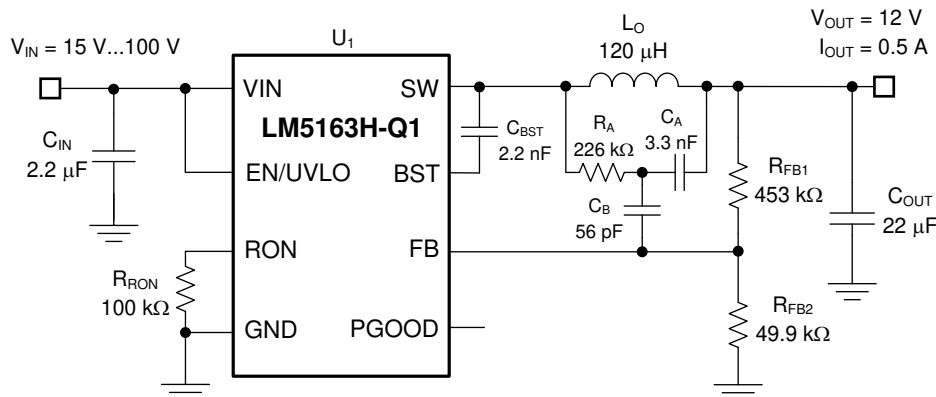 V_IN = 15 V...100 V
U_1
L_O
120 μH
V_OUT = 12 V
I_OUT = 0.5 A
VIN
SW
LM5163H-Q1
EN/UVLO
BST
RON
FB
GND
PGOOD
C_IN
2.2 μF
R_RON
100 kΩ
C_BST
2.2 nF
R_A
226 kΩ
C_A
3.3 nF
C_B
56 pF
R_FB1
453 kΩ
R_FB2
49.9 kΩ
C_OUT
22 μF